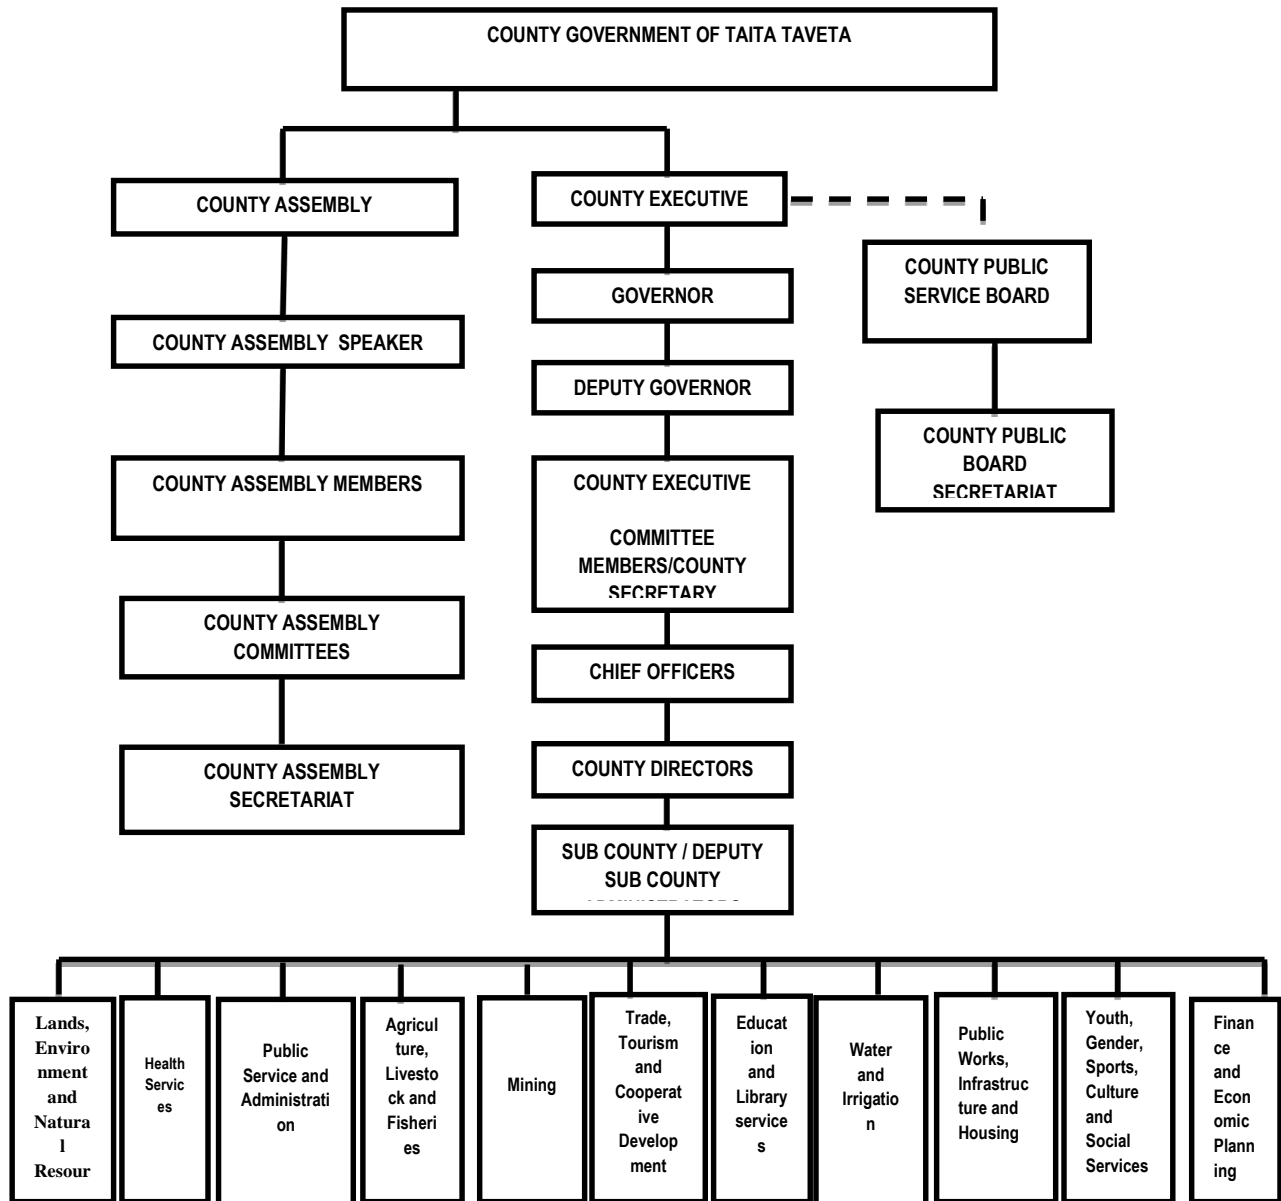 COUNTY GOVERNMENT OF TAITA TAVETA
COUNTY ASSEMBLY
COUNTY EXECUTIVE
COUNTY PUBLIC
SERVICE BOARD
GOVERNOR
COUNTY ASSEMBLY SPEAKER
DEPUTY GOVERNOR
COUNTY PUBLIC
BOARD
SECRETARIAT
COUNTY ASSEMBLY MEMBERS
COUNTY EXECUTIVE
COMMITTEE
MEMBERS/COUNTY
SECRETARY
COUNTY ASSEMBLY
COMMITTEES
CHIEF OFFICERS
COUNTY ASSEMBLY
SECRETARIAT
COUNTY DIRECTORS
SUB COUNTY / DEPUTY
SUB COUNTY
Lands,
Enviro
nment
and
Natura
l
Resour
Health
Servic
es
Public
Service and
Administrati
on
Agricul
ture,
Livesto
ck and
Fisheri
es
Mining
Trade,
Tourism
and
Cooperat
ive
Develop
ment
Educat
ion
and
Library
service
s
Water
and
Irrigatio
n
Public
Works,
Infrastruc
ture and
Housing
Youth,
Gender,
Sports,
Culture
and
Social
Services
Finan
ce
and
Econ
omic
Plann
ing